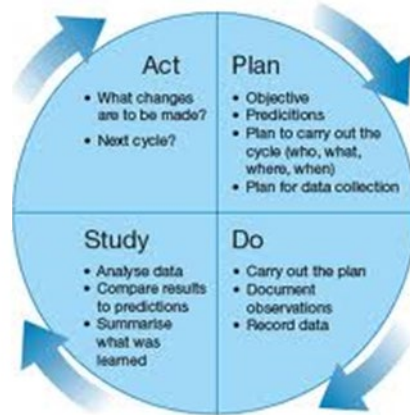 Act
• What changes
are to be made?
• Next cycle?
Plan
• Objective
• Predicitions
• Plan to carry out the
cycle (who, what,
where, when)
• Plan for data collection
Study
• Analyse data
• Compare results
to predictions
• Summarise
what was
learned
Do
• Carry out the plan
• Document
observations
• Record data